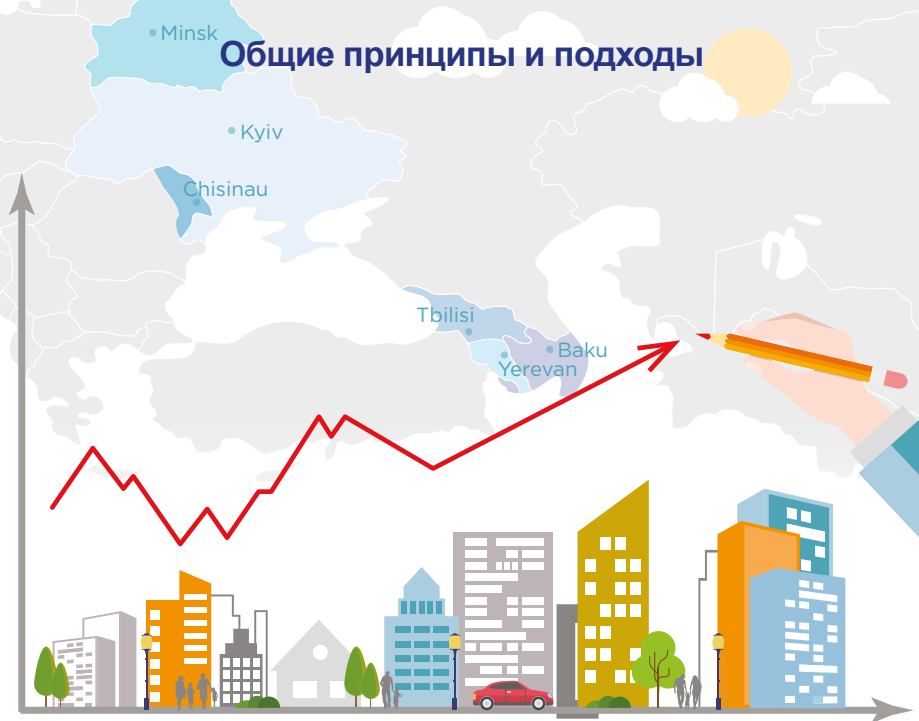 Minsk
Общие принципы и подходы
Kyiv
Chisinau
Tbilisi
Baku
Yerevan